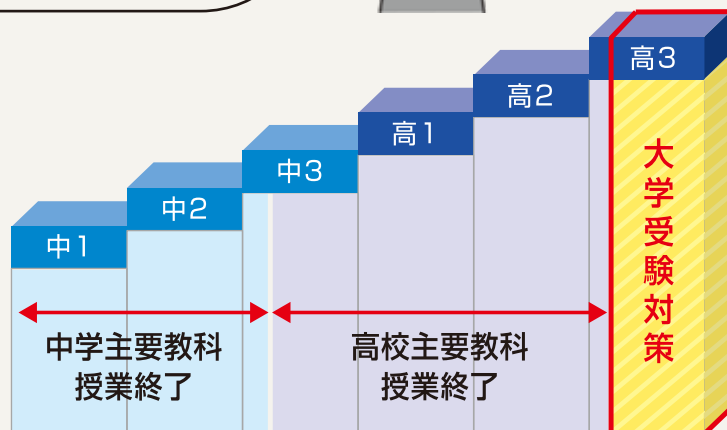 中1
中2
中3
高1
高2
高3
中学主要教科
授業終了
高校主要教科
授業終了
大学受験対策